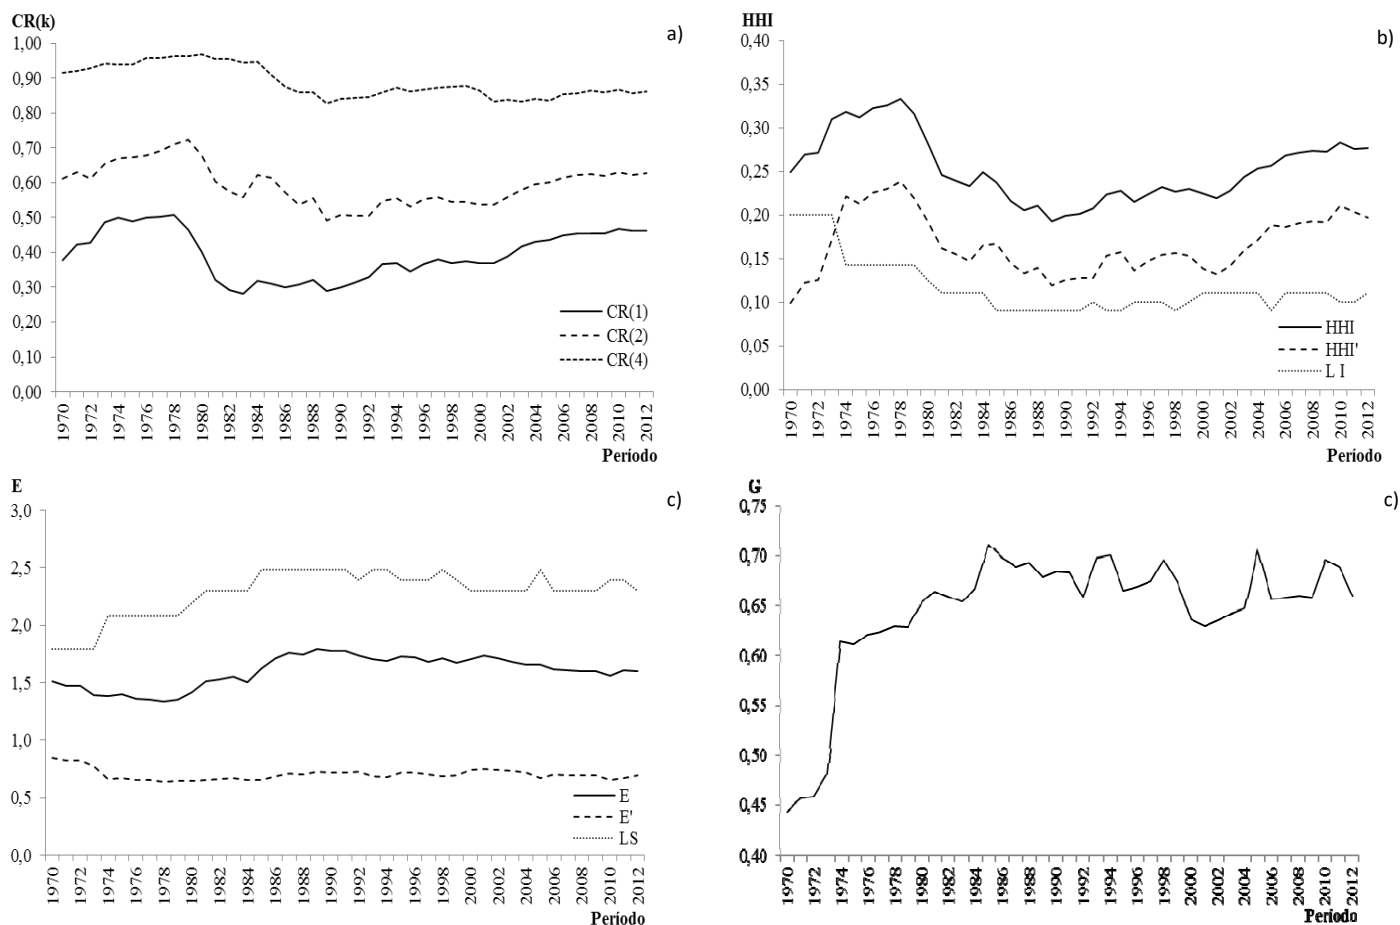 CR(k)
a)
1,00
0,90
0,80
0,70
0,60
0,50
0,40
0,30
0,20
0,10
0,00
CR(1)
CR(2)
CR(4)
1970 1972 1974 1976 1978 1980 1982 1984 1986 1988 1990 1992 1994 1996 1998 2000 2002 2004 2006 2008 2010 2012
Período
HHI
b)
0,40
0,35
0,30
0,25
0,20
0,15
0,10
0,05
0,00
HHI
HHI'
L I
1970 1972 1974 1976 1978 1980 1982 1984 1986 1988 1990 1992 1994 1996 1998 2000 2002 2004 2006 2008 2010 2012
Período
E
c)
3,0
2,5
2,0
1,5
1,0
0,5
0,0
E
E'
LS
1970 1972 1974 1976 1978 1980 1982 1984 1986 1988 1990 1992 1994 1996 1998 2000 2002 2004 2006 2008 2010 2012
Período
G
c)
0,75
0,70
0,65
0,60
0,55
0,50
0,45
0,40
1970 1972 1974 1976 1978 1980 1982 1984 1986 1988 1990 1992 1994 1996 1998 2000 2002 2004 2006 2008 2010 2012
Período